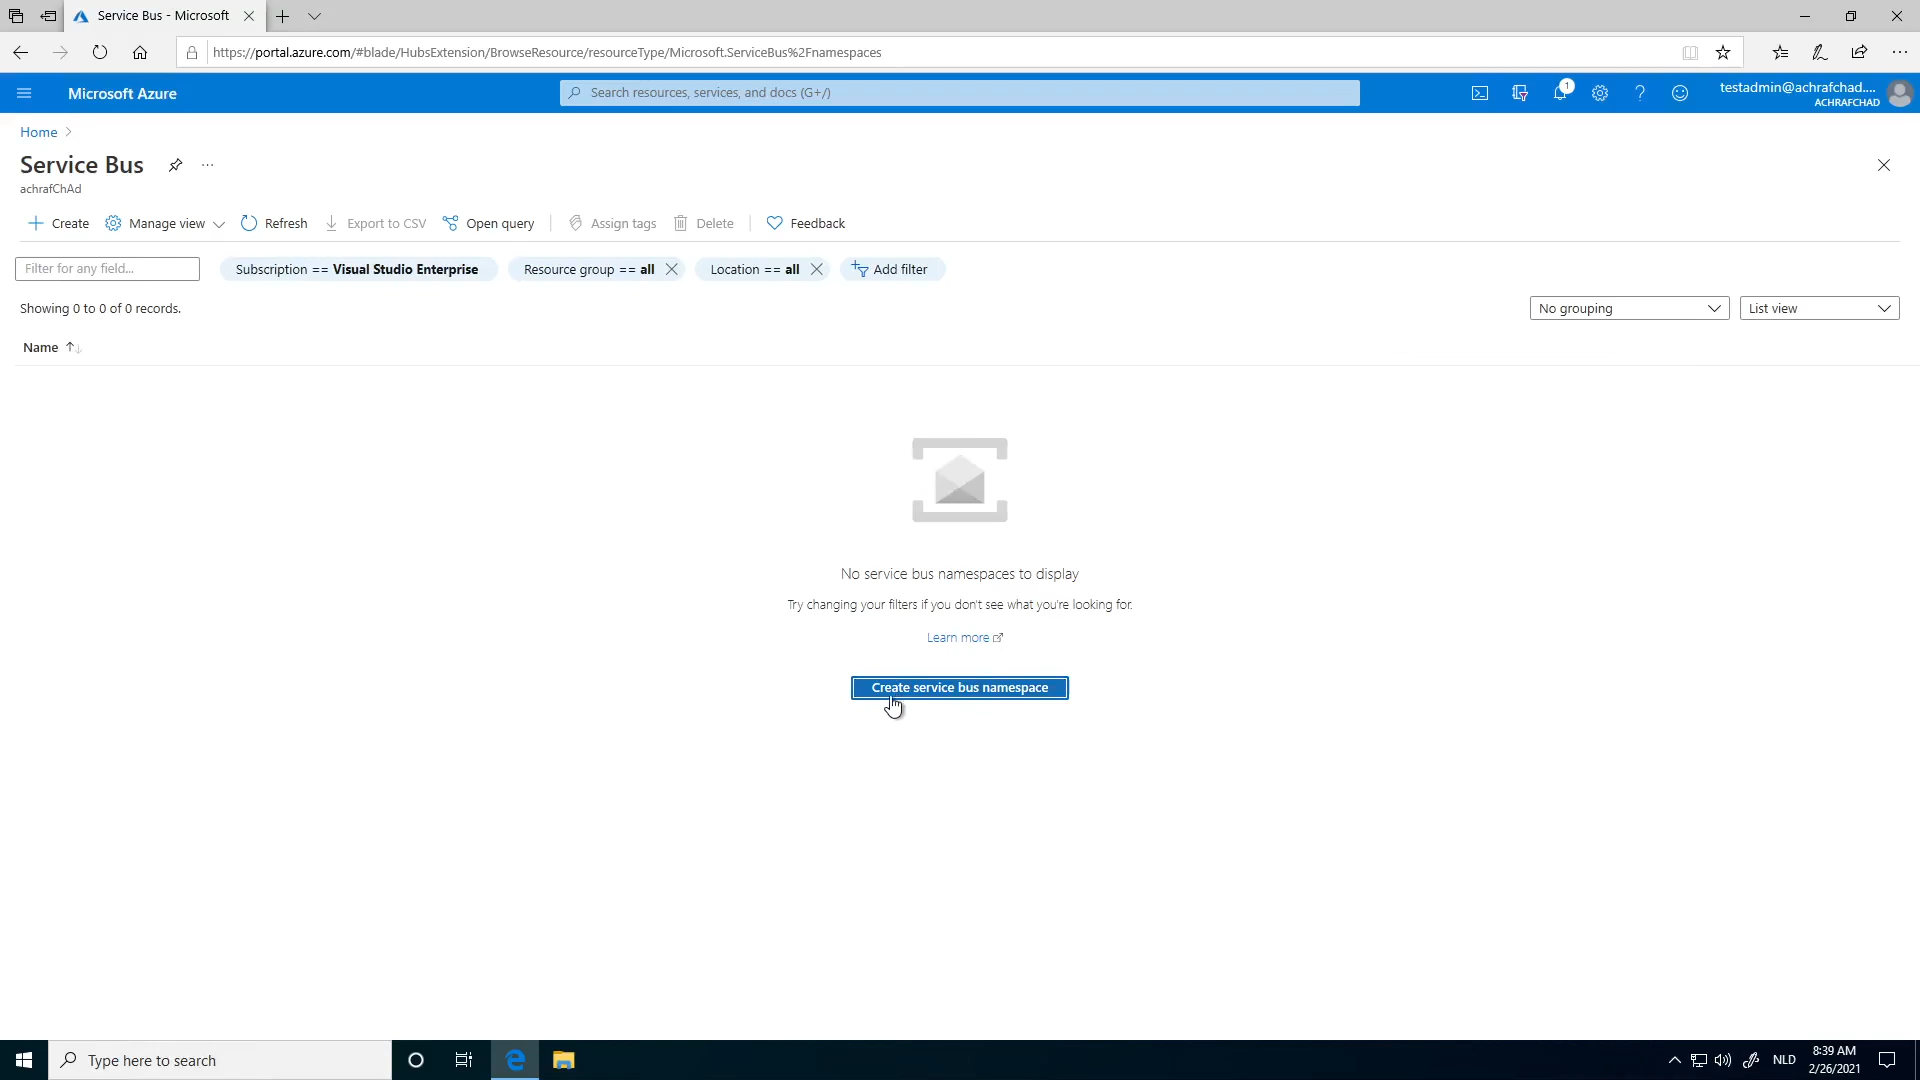 Service Bus - Microsoft
https://portal.azure.com/#blade/HubsExtension/BrowseResource/resourceType/Microsoft.ServiceBus%2Fnamespaces
Microsoft Azure
Search resources, services, and docs (G+/)
1
testadmin@achrafchad....
ACHRAFCHAD
Home
Service Bus
achrafChAd
Create
Manage view
Refresh
Export to CSV
Open query
Assign tags
Delete
Feedback
Filter for any field...
Subscription == Visual Studio Enterprise
Resource group == all
Location == all
Add filter
Showing 0 to 0 of 0 records.
No grouping
List view
Name
No service bus namespaces to display
Try changing your filters if you don't see what you're looking for.
Learn more
Create service bus namespace
Type here to search
NLD
8:39 AM
2/26/2021